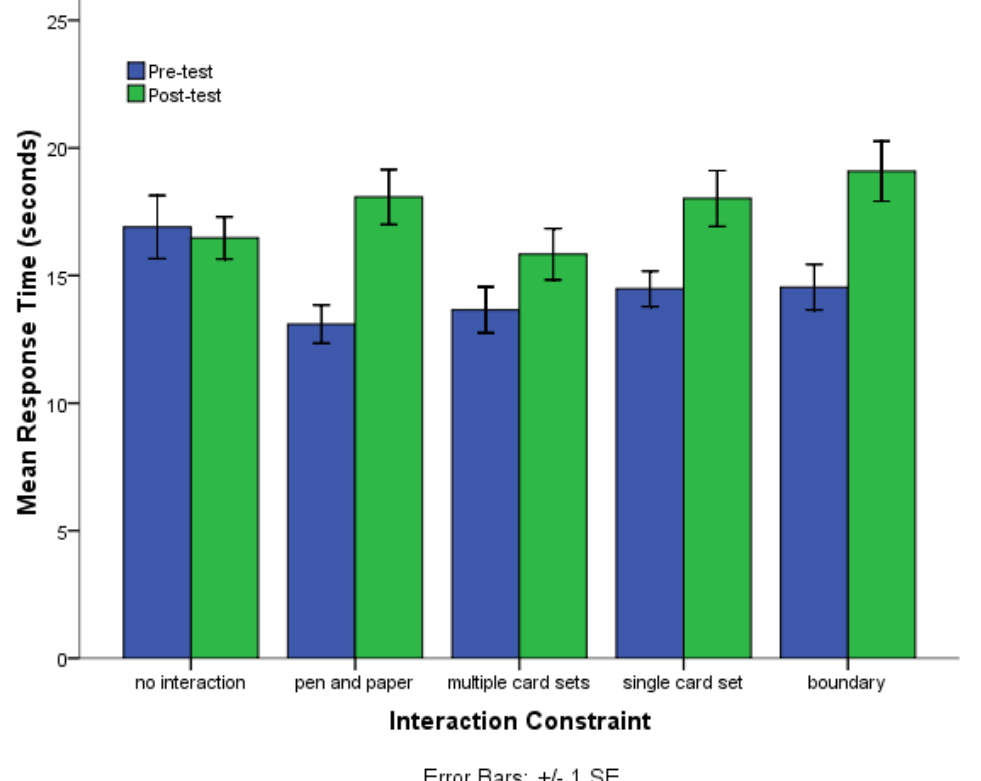 25
Pre-test
Post-test
20
15
10
5
0
Mean Response Time (seconds)
no interaction pen and paper multiple card sets single card set boundary
Interaction Constraint
Error Bars: +/- 1 SE